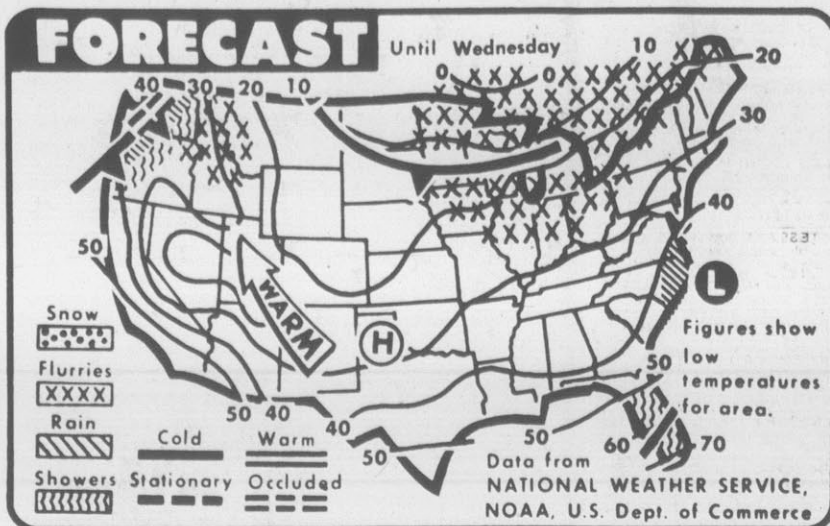 FORECAST
Until Wednesday
40 30 20 10
0 0
10
20
30
40
50
WARM
H
L
Snow
Flurries
XXXX
Rain
Showers
Cold
Warm
Stationary
Occluded
50 40
40
50
50
50
60
70
Figures show
low
temperatures
for area.
Data from
NATIONAL WEATHER SERVICE,
NOAA, U.S. Dept. of Commerce